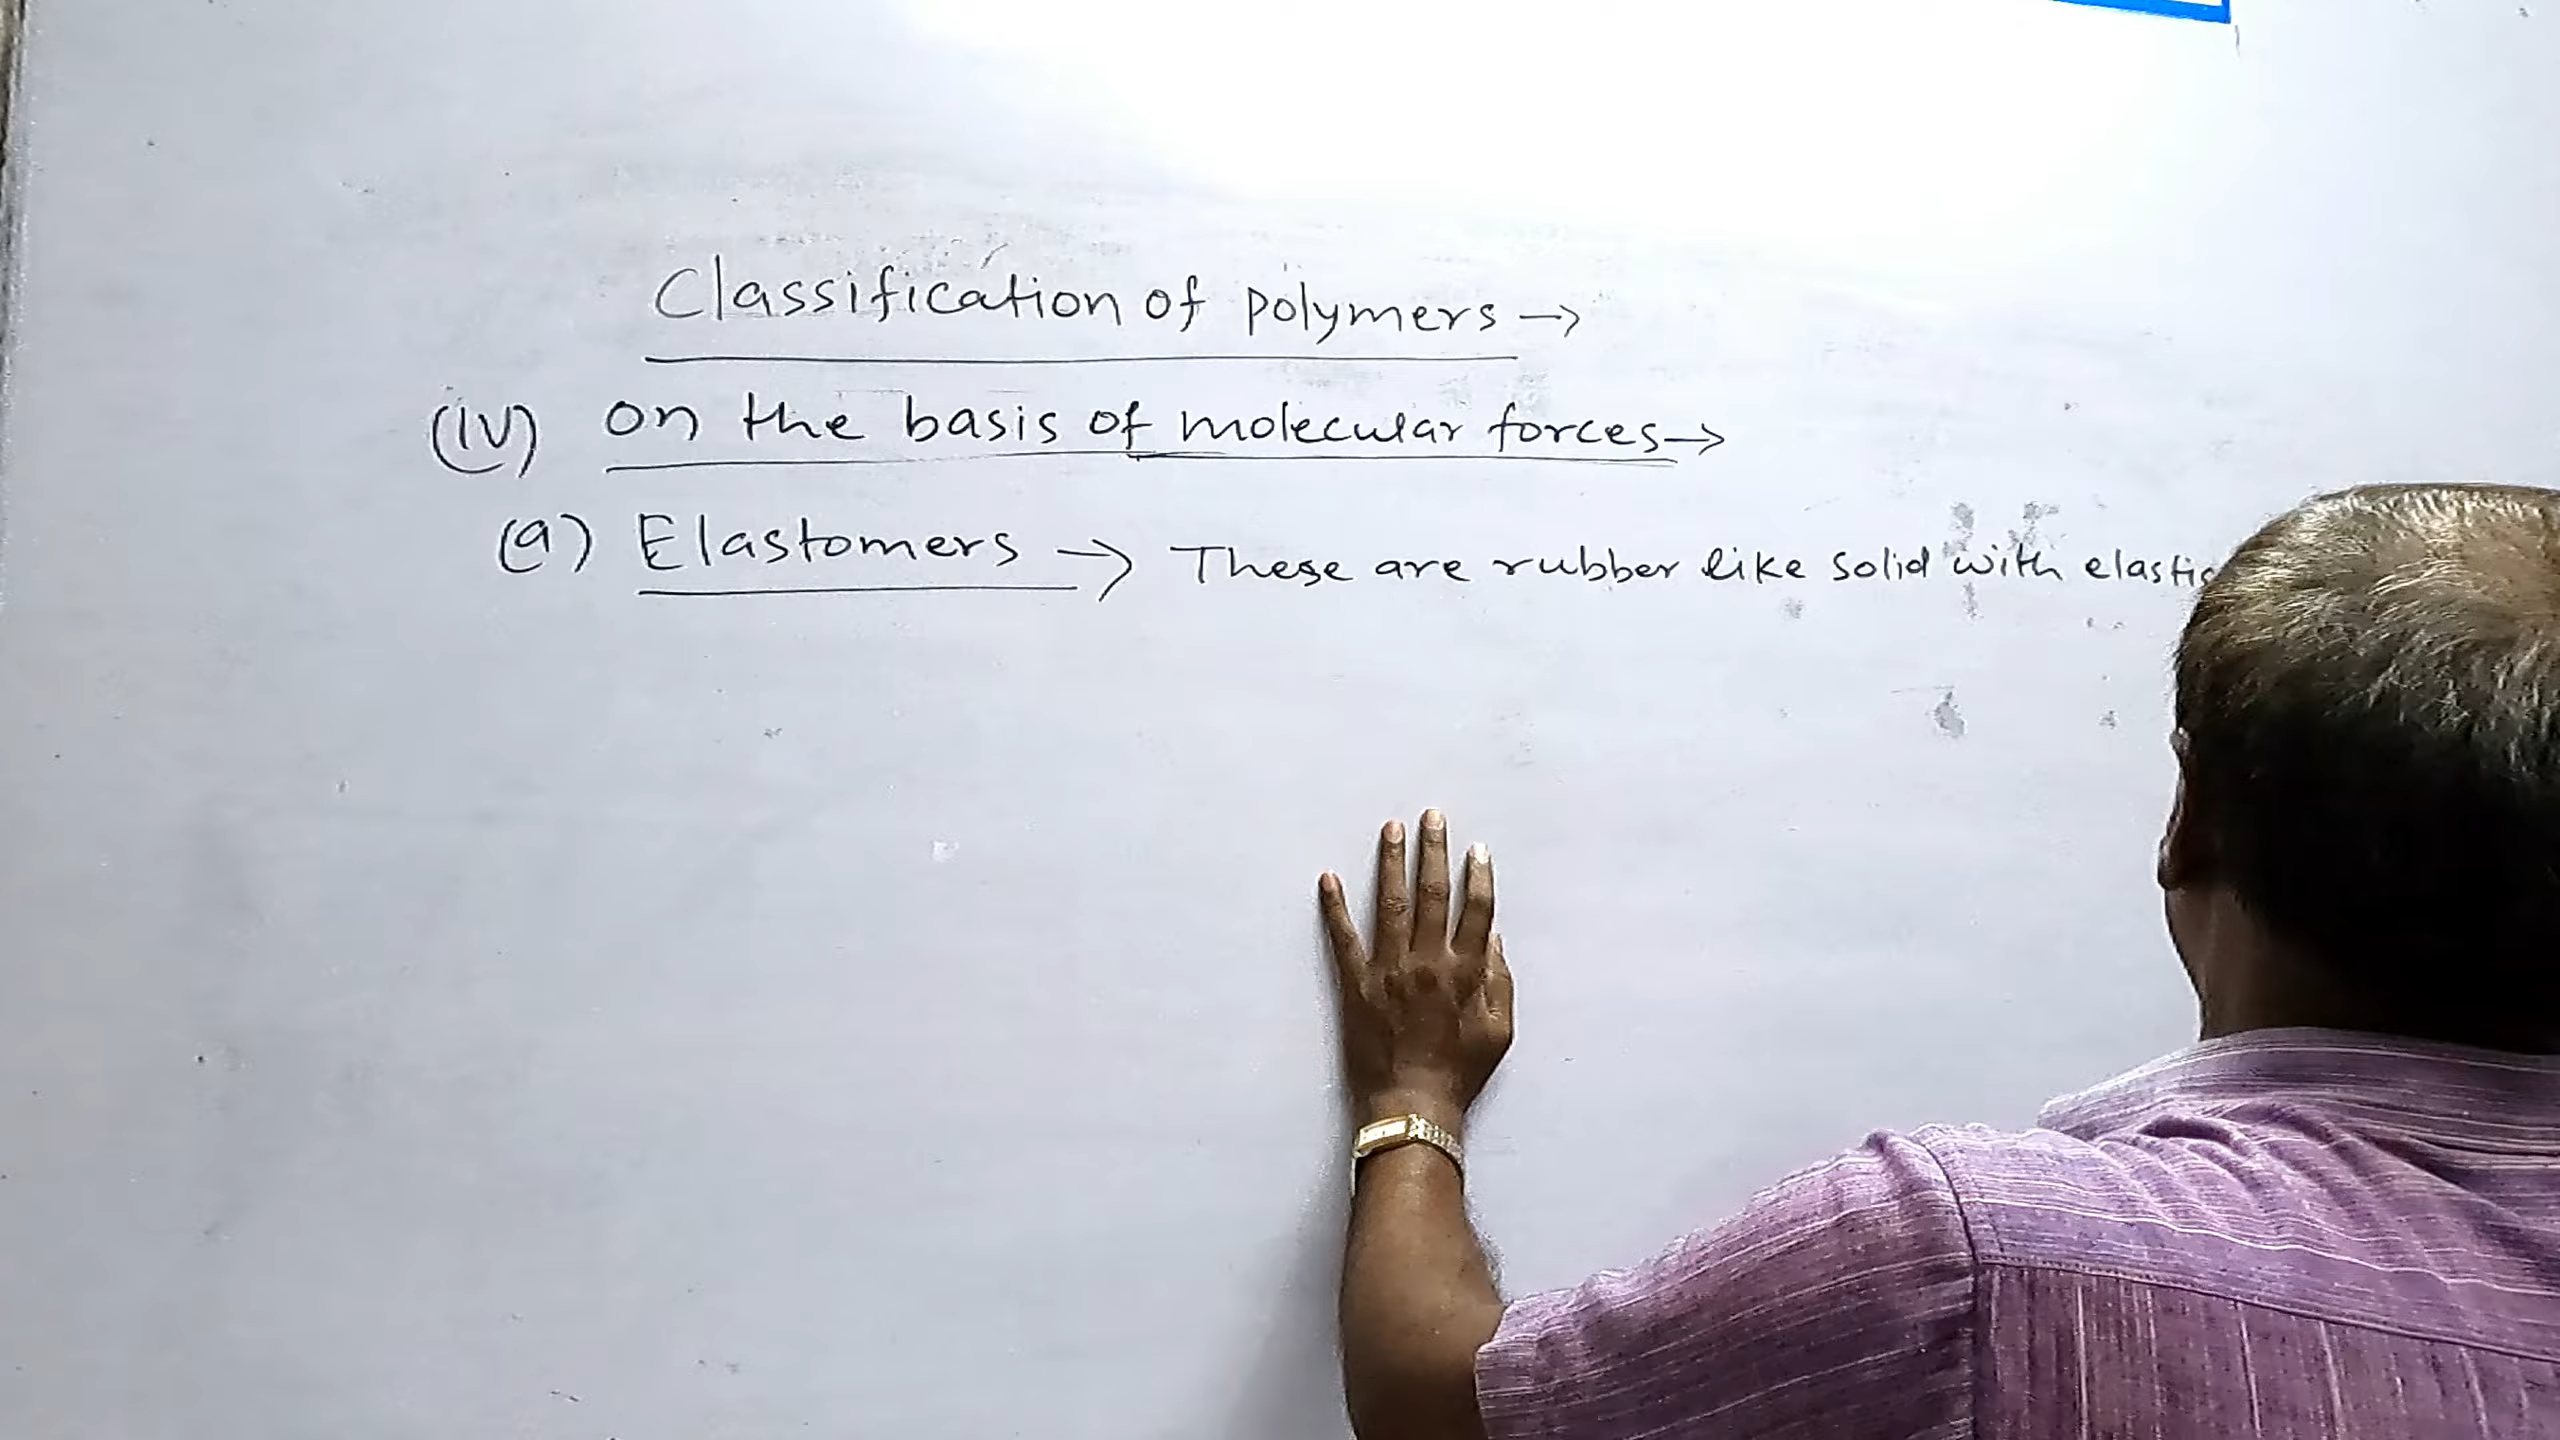 Classification of polymers →
(IV) on the basis of molecular forces →
(a) Elastomers → These are rubber like solid with elastic